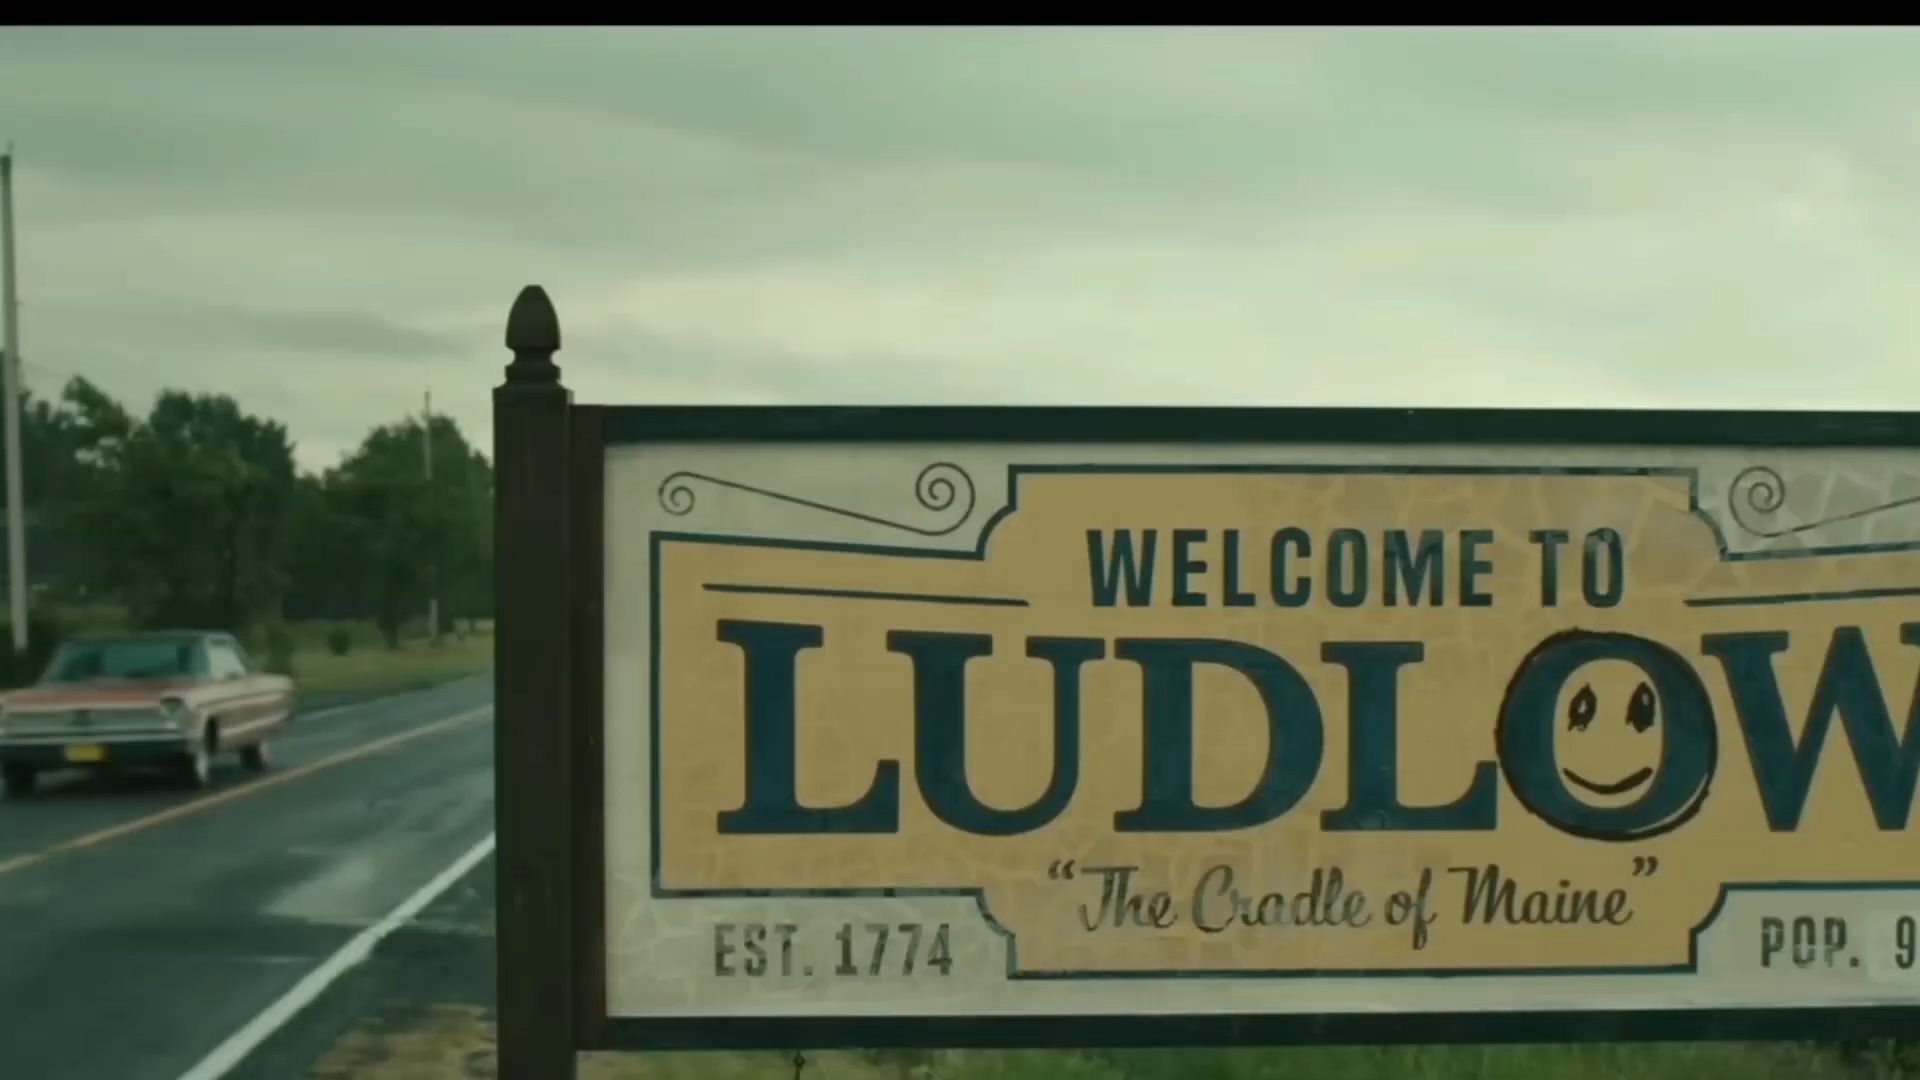 WELCOME TO
LUDLOW
“The Cradle of Maine”
EST. 1774
POP. 9